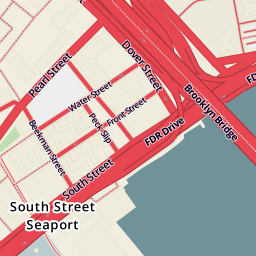 Pearl Street
Dover Street
Water Street
Brooklyn Bridge
Front Street
Peck Slip
Beekman Street
FDR Drive
South Street
South Street
Seaport